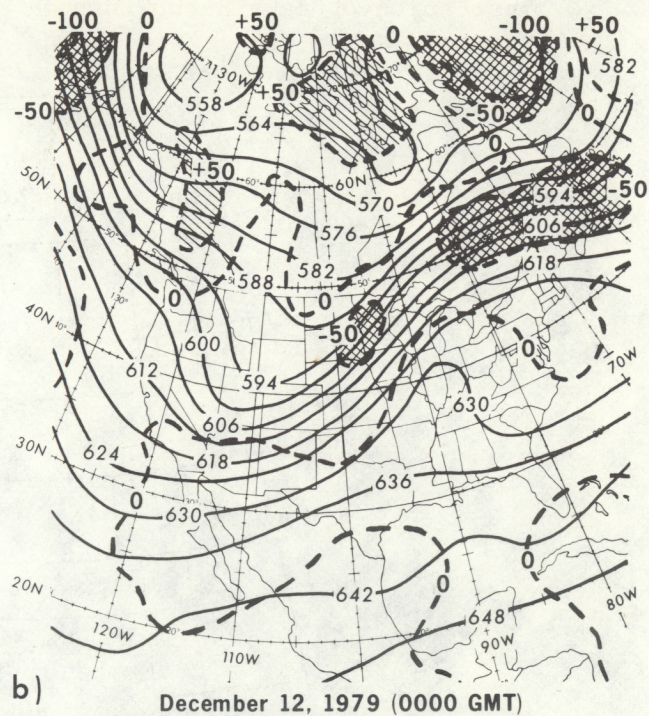 -100 0 +50 0 -100 +50
582
130W
558 +50
-50 564 -50 0
50N +50 60N
570 594 -50
576 606
582 618
588
0 0
40N 600 -50
612 594 0 70W
606 630
30N 624 618
0 636
630
20N 642 0 0
648 80W
120W 90W
110W
b) December 12, 1979 (0000 GMT)